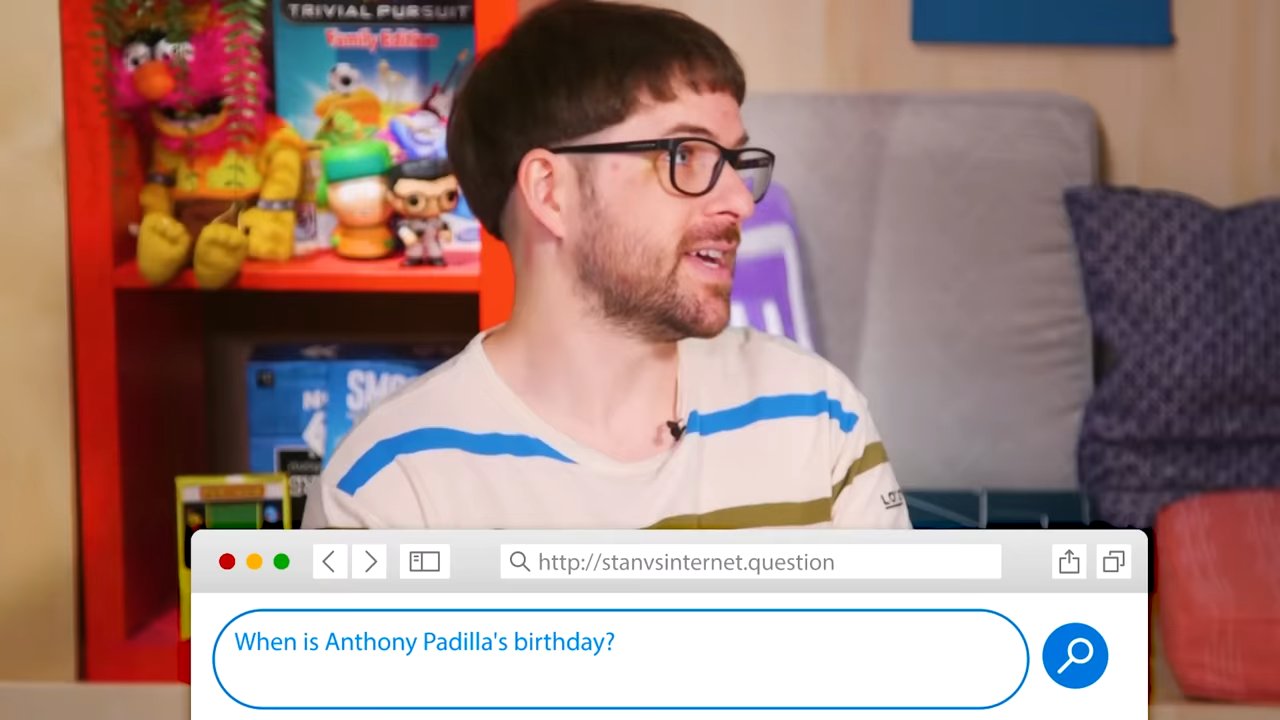 TRIVIAL PURSUIT
Family Edition
http://stanvsinternet.question
When is Anthony Padilla's birthday?